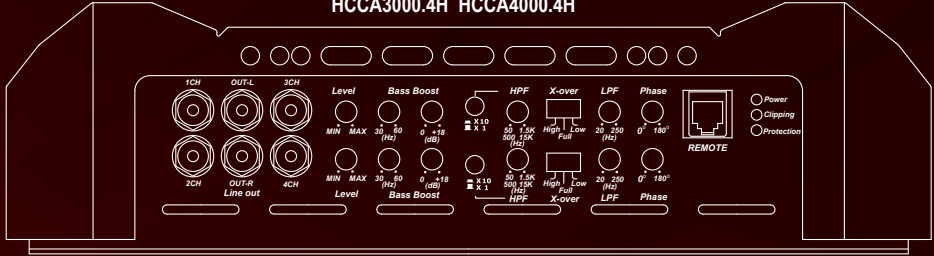 HCCA3000.4H HCCA4000.4H
1CH OUT-L 3CH
Level Bass Boost HPF X-over LPF Phase
MIN MAX 30 60 0 +18 X10 50 1.5K High Low 20 250 0° 180°
(Hz) (dB) X 1 500 15K Full (Hz)
(Hz)
Power
Clipping
Protection
REMOTE
MIN MAX 30 60 0 +18 X10 50 1.5K High Low 20 250 0° 180°
(Hz) (dB) X 1 500 15K Full (Hz)
(Hz)
2CH OUT-R 4CH
Line out Level Bass Boost HPF X-over LPF Phase